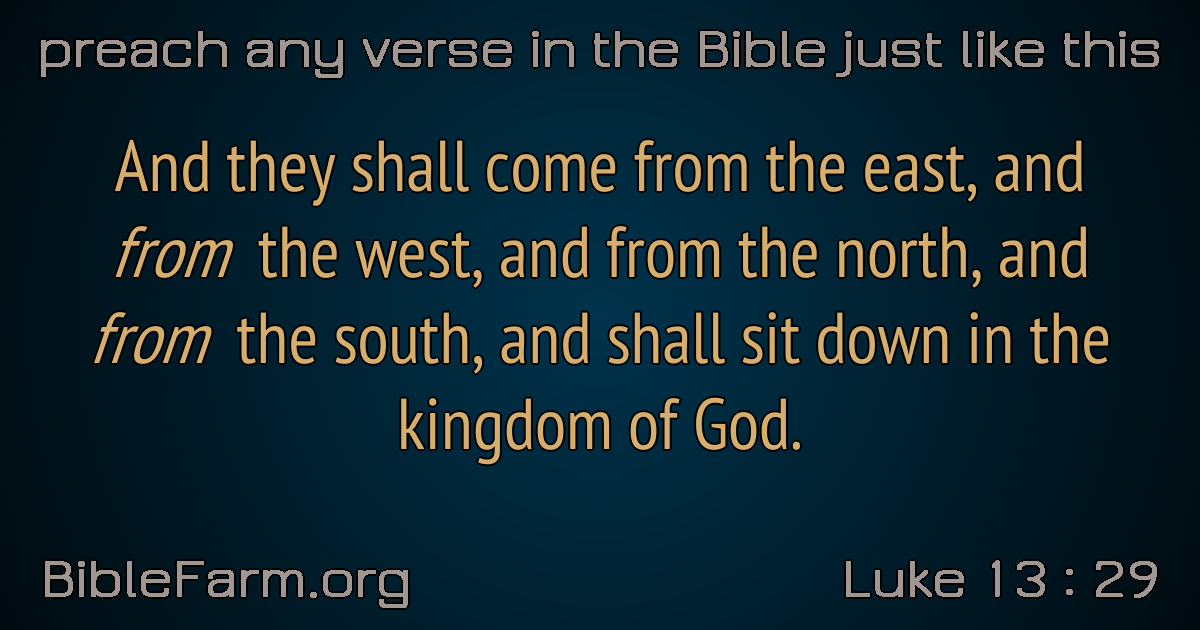 preach any verse in the Bible just like this
And they shall come from the east, and
from the west, and from the north, and
from the south, and shall sit down in the
kingdom of God.
BibleFarm.org
Luke 13 : 29